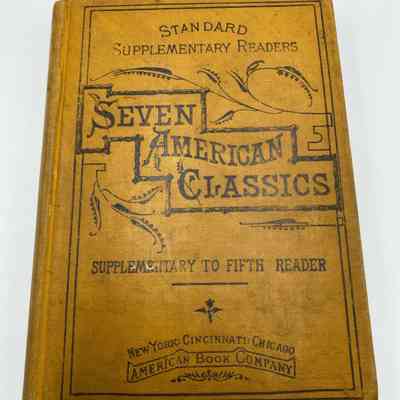 STANDARD
SUPPLEMENTARY READERS
SEVEN
AMERICAN
CLASSICS
SUPPLEMENTARY TO FIFTH READER
NEW YORK: CINCINNATI: CHICAGO
AMERICAN BOOK COMPANY